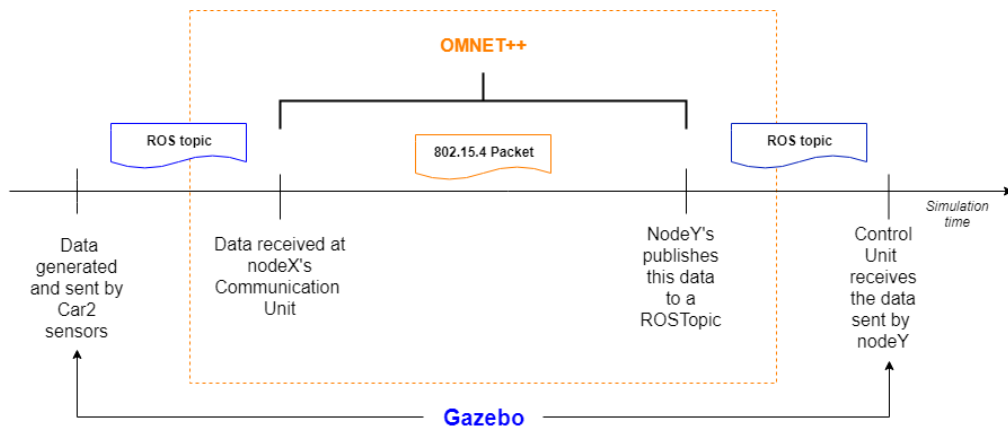 OMNET++
ROS topic
802.15.4 Packet
ROS topic
Simulation
time
Data
generated
and sent by
Car2
sensors
Data received at
nodeX's
Communication
Unit
NodeY's
publishes
this data
to a
ROSTopic
Control
Unit
receives
the data
sent by
nodeY
Gazebo